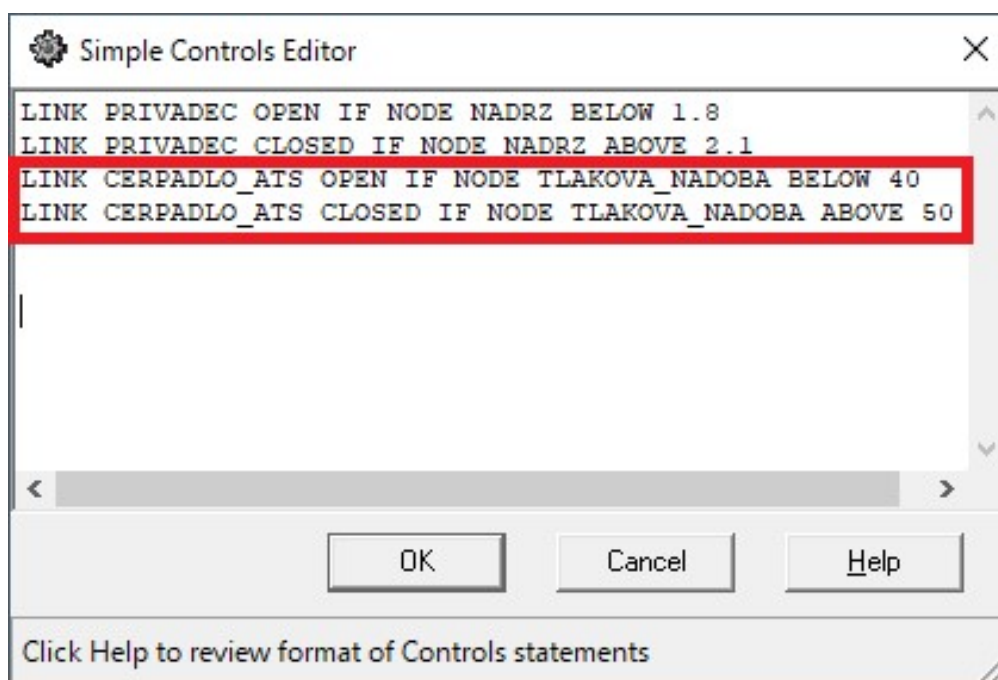 Simple Controls Editor
LINK PRIVADEC OPEN IF NODE NADRZ BELOW 1.8
LINK PRIVADEC CLOSED IF NODE NADRZ ABOVE 2.1
LINK CERPADLO_ATS OPEN IF NODE TLAKOVA_NADOBA BELOW 40
LINK CERPADLO_ATS CLOSED IF NODE TLAKOVA_NADOBA ABOVE 50
OK Cancel Help
Click Help to review format of Controls statements